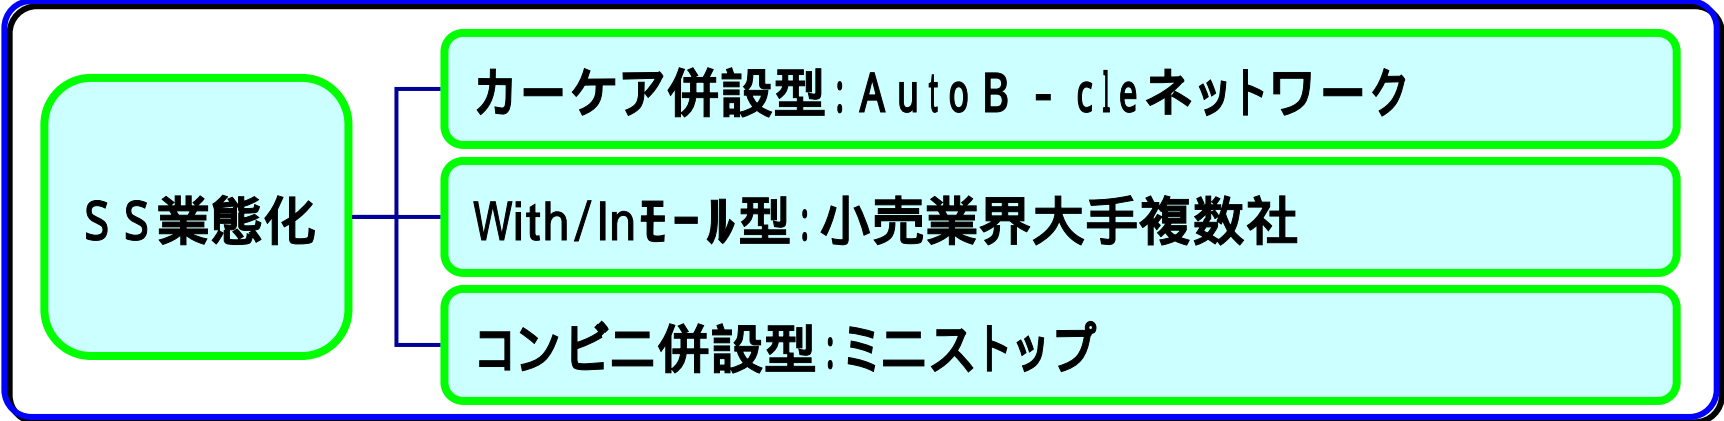 SS業態化
カーケア併設型:AutoB-cleネットワーク
With/Inモール型:小売業界大手複数社
コンビニ併設型:ミニストップ